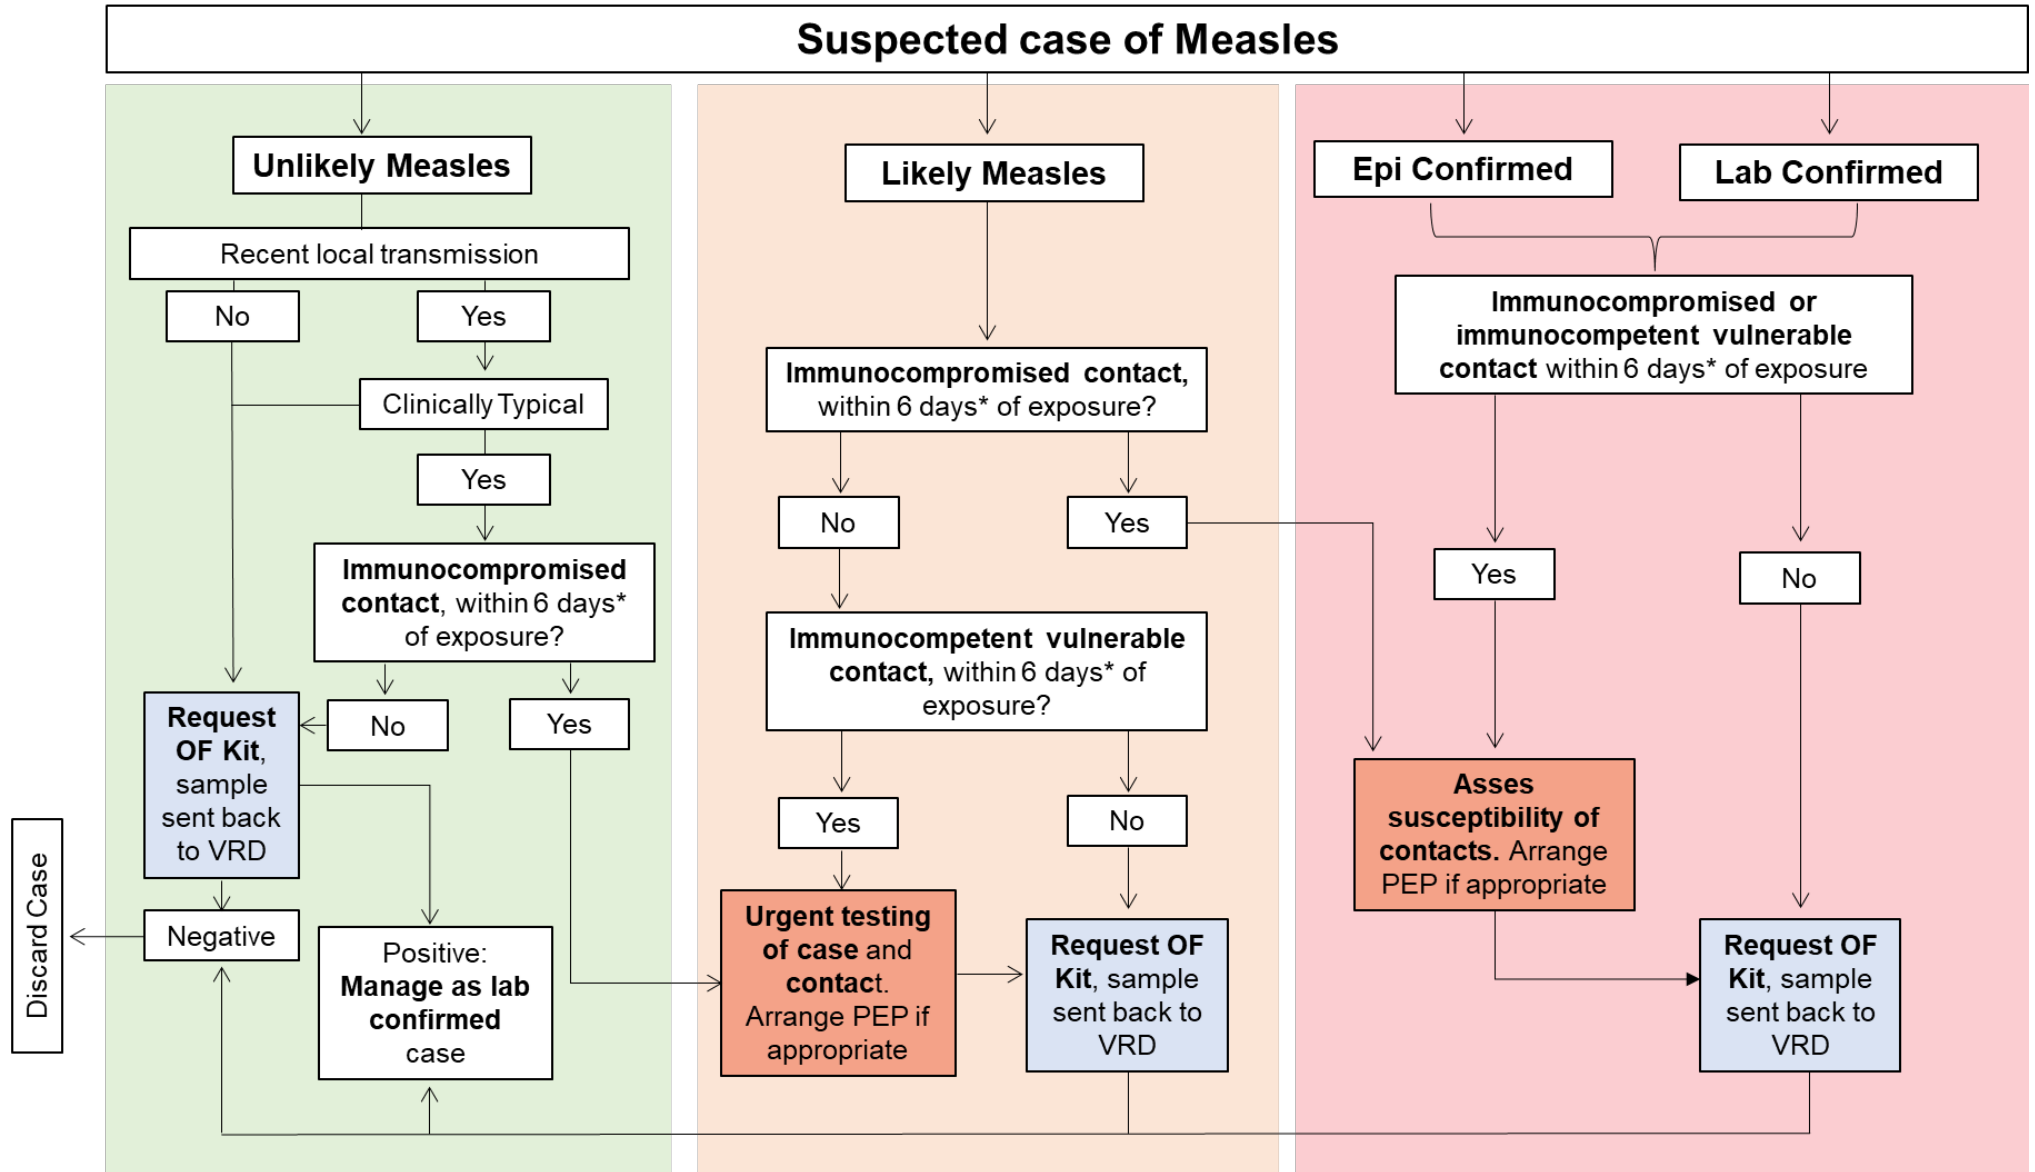 Suspected case of Measles
Unlikely Measles
Recent local transmission
No
Yes
Clinically Typical
Yes
Immunocompromised
contact, within 6 days*
of exposure?
No
Yes
Request
OF Kit,
sample
sent back
to VRD
Negative
Discard Case
Positive:
Manage as lab
confirmed
case
Likely Measles
Immunocompromised contact,
within 6 days* of exposure?
No
Yes
Immunocompetent vulnerable
contact, within 6 days* of
exposure?
Yes
No
Urgent testing
of case and
contact.
Arrange PEP if
appropriate
Request OF
Kit, sample
sent back to
VRD
Epi Confirmed
Lab Confirmed
Immunocompromised or
immunocompetent vulnerable
contact within 6 days* of exposure
Yes
No
Asses
susceptibility of
contacts. Arrange
PEP if appropriate
Request OF
Kit, sample
sent back to
VRD